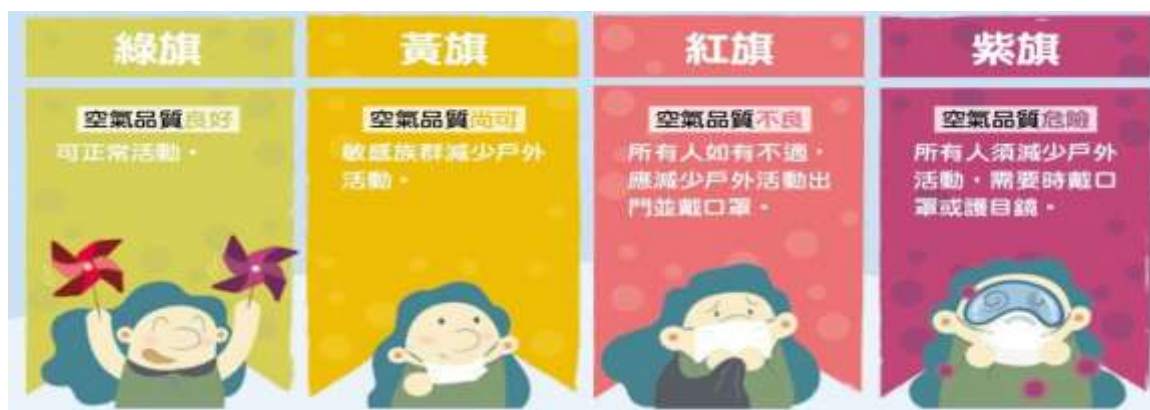 綠旗
空氣品質良好
可正常活動。
黃旗
空氣品質尚可
敏感族群減少戶外
活動。
紅旗
空氣品質不良
所有人如有不適，
應減少戶外活動出
門並戴口罩。
紫旗
空氣品質危險
所有人須減少戶外
活動，需要時戴口
罩或護目鏡。